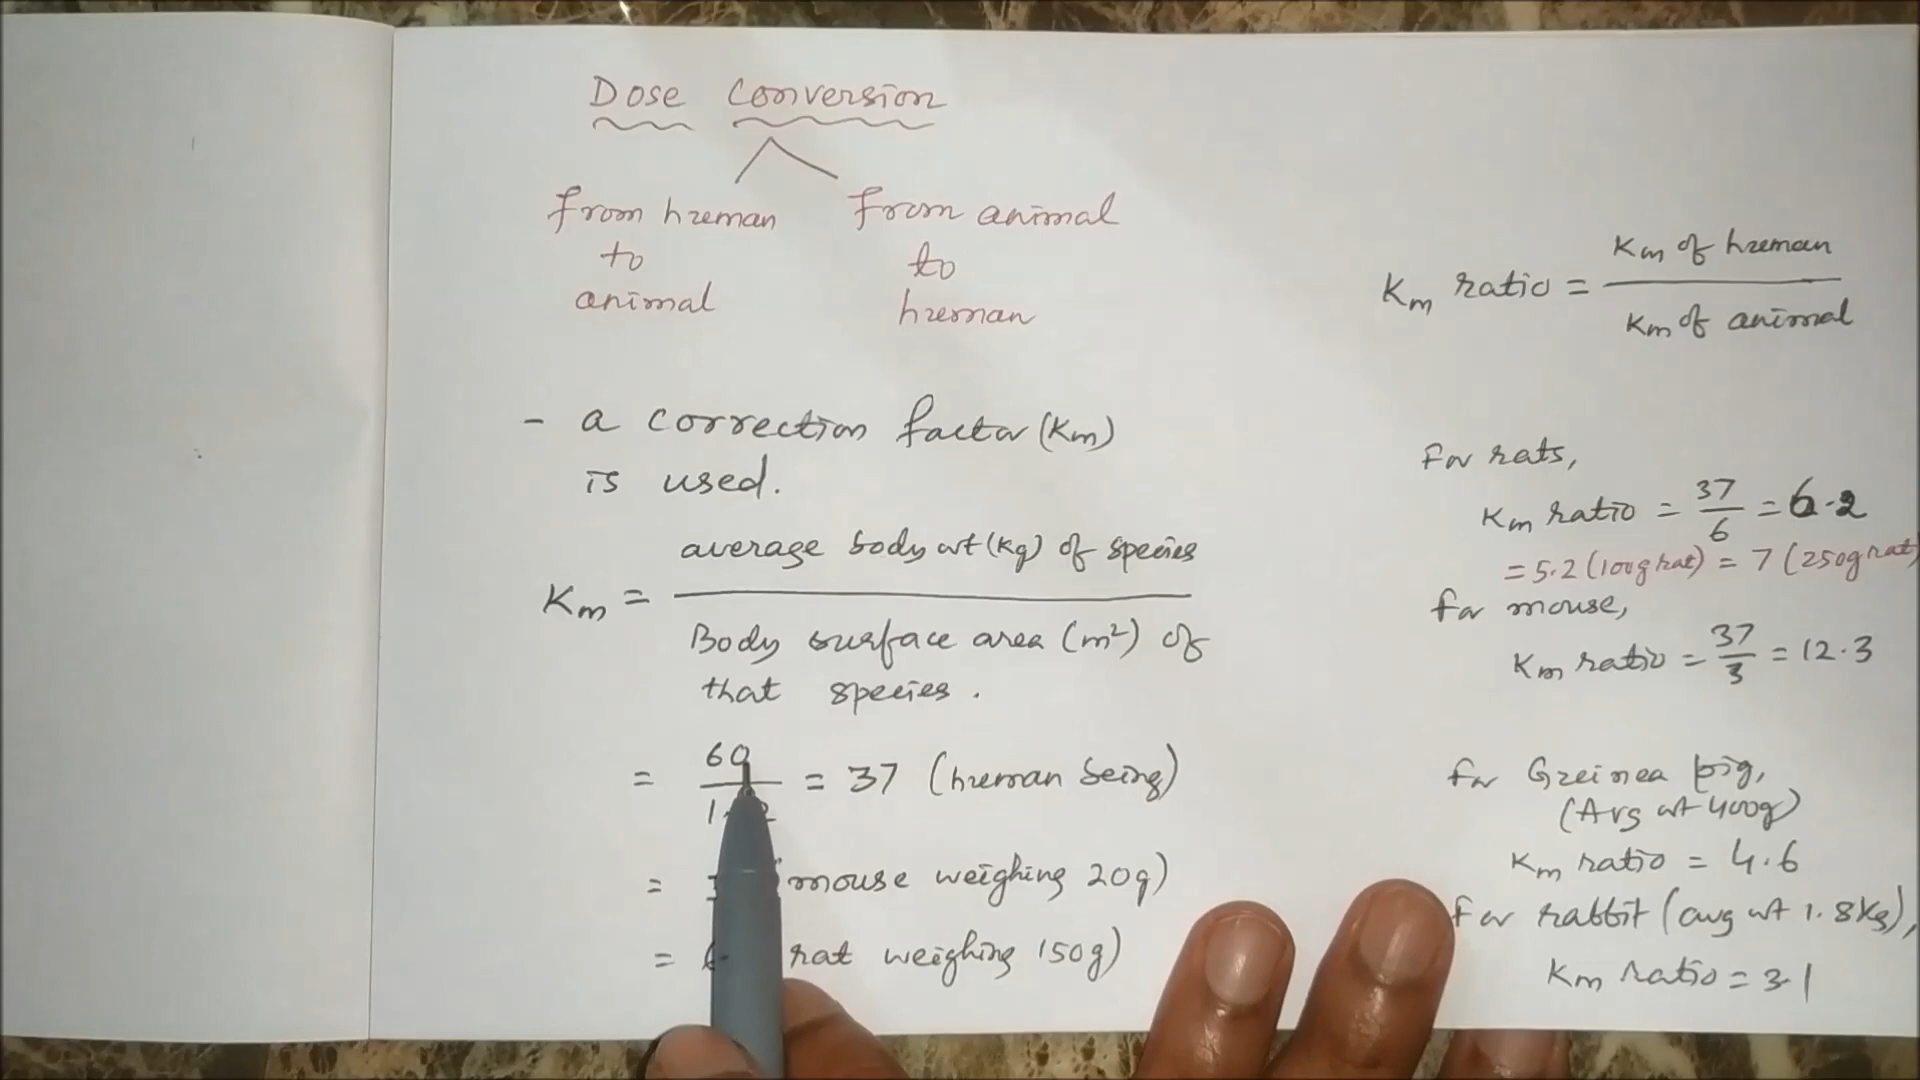 Dose Conversion
from human
to
animal
from animal
to
human
- a correction factor (Km)
is used.
Km = average body wt (kg) of species
Body surface area (m²) of
that species.
= 60 = 37 (human being)
= mouse weighing 20g)
= rat weighing 150g)
Km ratio = Km of human
Km of animal
For rats,
Km ratio = 37/6 = 6.2
= 5.2 (100g rat) = 7 (250g rat
for mouse,
Km ratio = 37/3 = 12.3
for Guinea pig,
(Avg wt 400g)
Km ratio = 4.6
for rabbit (avg wt 1.8kg),
Km ratio = 3.1